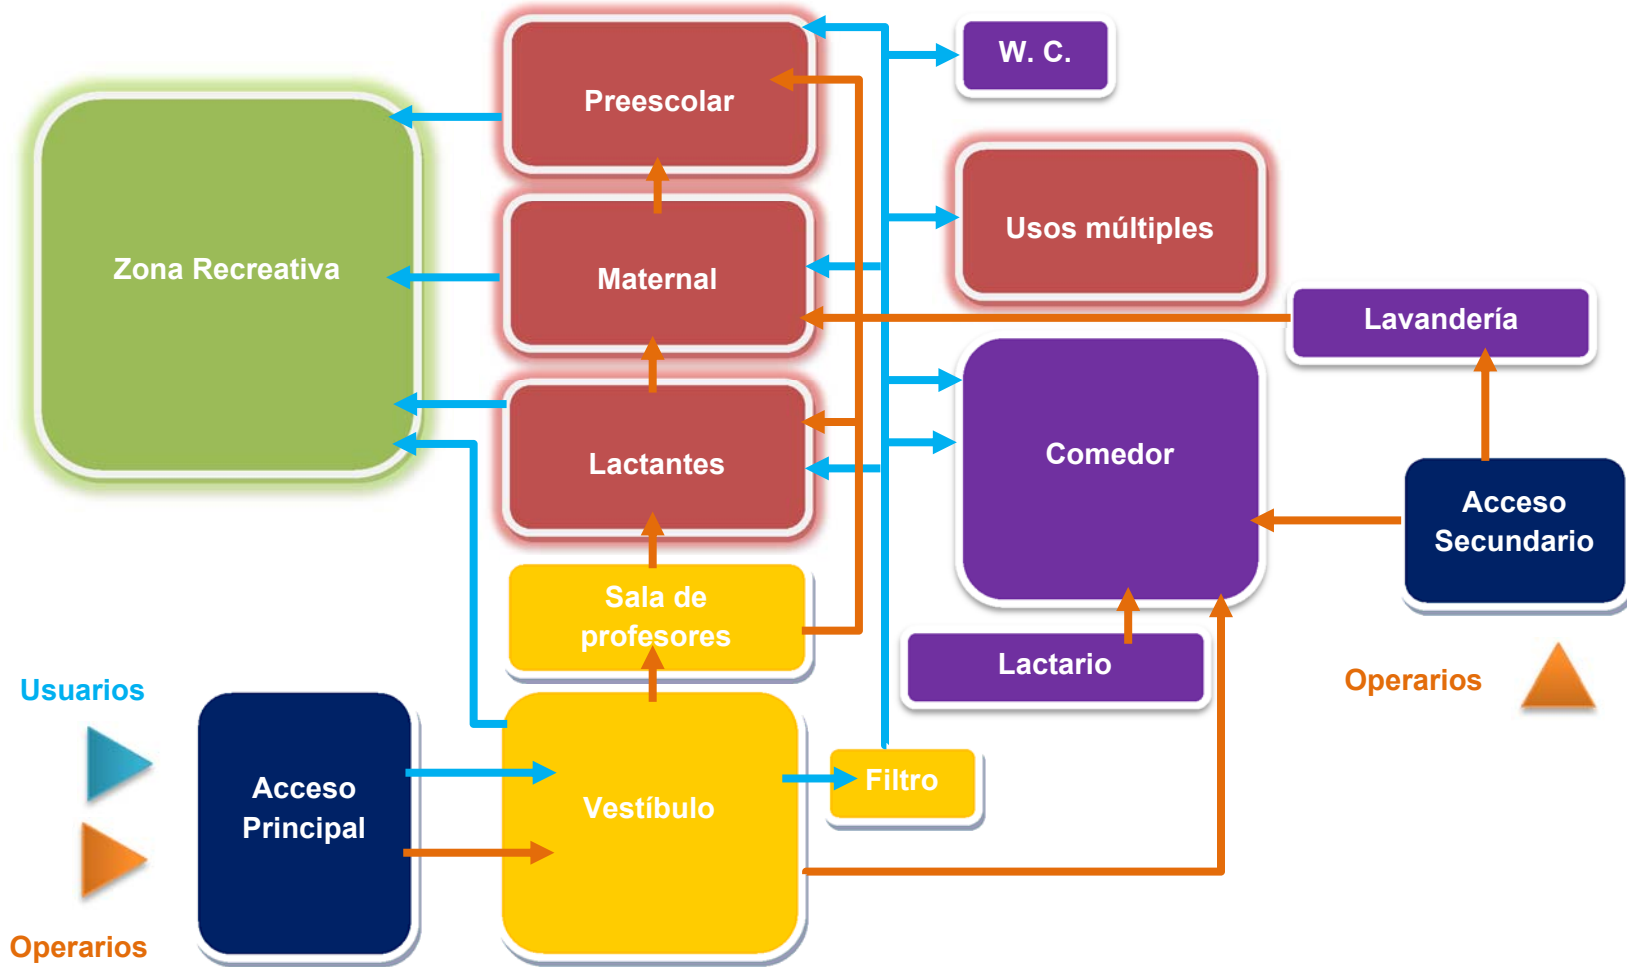 W. C.
Preescolar
Usos múltiples
Zona Recreativa
Maternal
Lavandería
Comedor
Lactantes
Acceso
Secundario
Sala de
profesores
Lactario
Operarios
Usuarios
Acceso
Principal
Vestíbulo
Filtro
Operarios